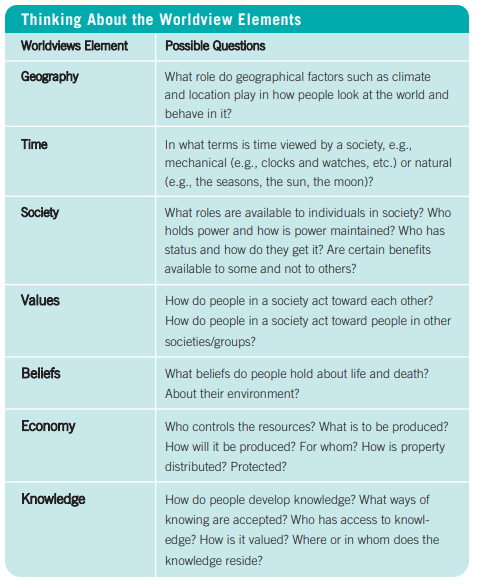 Thinking About the Worldview Elements
Worldviews Element
Possible Questions
Geography
What role do geographical factors such as climate
and location play in how people look at the world and
behave in it?
Time
In what terms is time viewed by a society, e.g.,
mechanical (e.g., clocks and watches, etc.) or natural
(e.g., the seasons, the sun, the moon)?
Society
What roles are available to individuals in society? Who
holds power and how is power maintained? Who has
status and how do they get it? Are certain benefits
available to some and not to others?
Values
How do people in a society act toward each other?
How do people in a society act toward people in other
societies/groups?
Beliefs
What beliefs do people hold about life and death?
About their environment?
Economy
Who controls the resources? What is to be produced?
How will it be produced? For whom? How is property
distributed? Protected?
Knowledge
How do people develop knowledge? What ways of
knowing are accepted? Who has access to knowl-
edge? How is it valued? Where or in whom does the
knowledge reside?